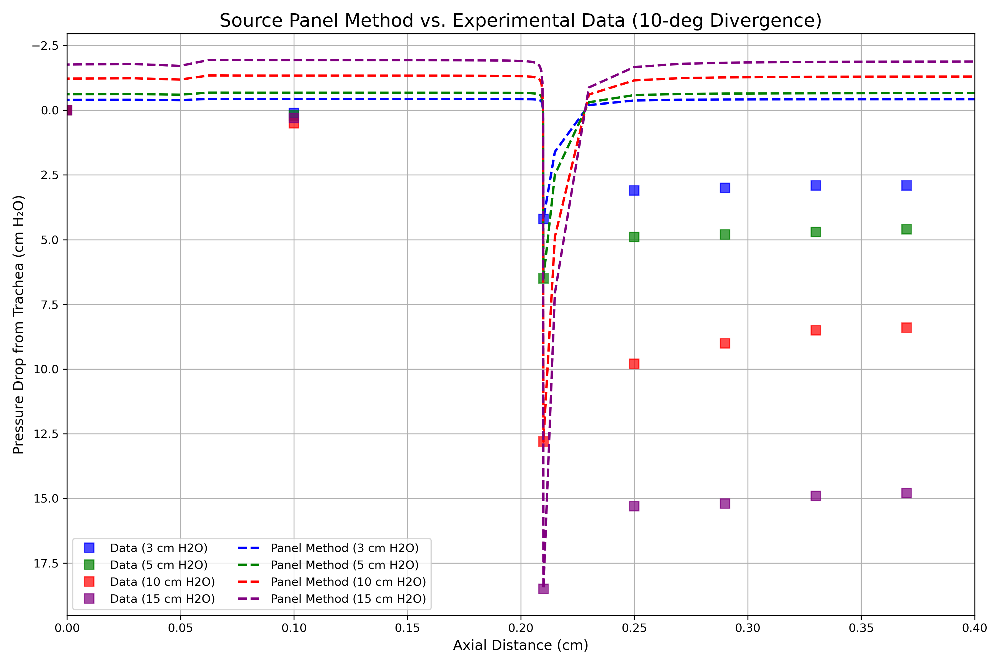 Source Panel Method vs. Experimental Data (10-deg Divergence)
Pressure Drop from Trachea (cm H₂O)
−2.5
0.0
2.5
5.0
7.5
10.0
12.5
15.0
17.5
Data (3 cm H2O)
Data (5 cm H2O)
Data (10 cm H2O)
Data (15 cm H2O)
Panel Method (3 cm H2O)
Panel Method (5 cm H2O)
Panel Method (10 cm H2O)
Panel Method (15 cm H2O)
0.00 0.05 0.10 0.15 0.20 0.25 0.30 0.35 0.40
Axial Distance (cm)